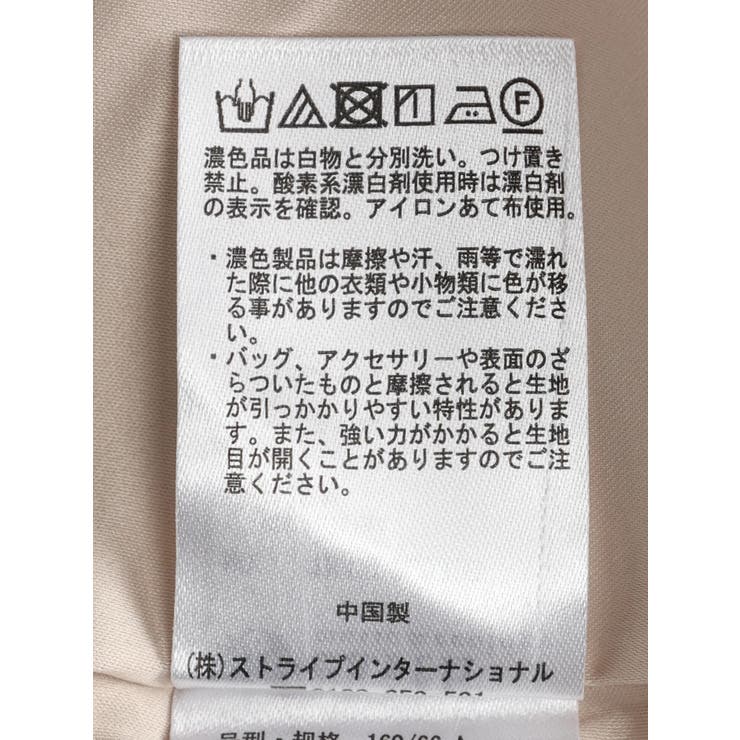 濃色品は白物と分別洗い。つけ置き
禁止。酸素系漂白剤使用時は漂白剤
の表示を確認。アイロンあて布使用。
・濃色製品は摩擦や汗、雨等で濡れ
た際に他の衣類や小物類に色が移
る事がありますのでご注意くださ
い。
・バッグ、アクセサリーや表面のざ
らついたものと摩擦されると生地
が引っかかりやすい特性がありま
す。また、強い力がかかると生地
目が開くことがありますのでご注
意ください。
中国製
(株)ストライプインターナショナル
号型・规格